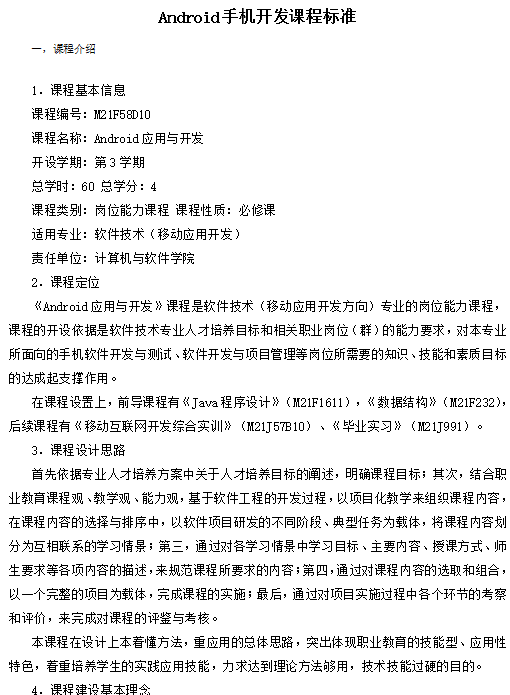 Android手机开发课程标准
一，课程介绍
1．课程基本信息
课程编号：M21F58D10
课程名称：Android 应用与开发
开设学期：第 3 学期
总学时：60 总学分：4
课程类别：岗位能力课程 课程性质：必修课
适用专业：软件技术（移动应用开发）
责任单位：计算机与软件学院
2．课程定位
《Android 应用与开发》课程是软件技术（移动应用开发方向）专业的岗位能力课程，
课程的开设依据是软件技术专业人才培养目标和相关职业岗位（群）的能力要求，对本专业
所面向的手机软件开发与测试、软件开发与项目管理等岗位所需要的知识、技能和素质目标
的达成起支撑作用。
在课程设置上，前导课程有《Java 程序设计》（M21F1611），《数据结构》（M21F232），
后续课程有《移动互联网开发综合实训》（M21J57B10）、《毕业实习》（M21J991）。
3．课程设计思路
首先依据专业人才培养方案中关于人才培养目标的阐述，明确课程目标；其次，结合职
业教育课程观、教学观、能力观，基于软件工程的开发过程，以项目化教学来组织课程内容，
在课程内容的选择与排序中，以软件项目研发的不同阶段、典型任务为载体，将课程内容划
分为互相联系的学习情景；第三，通过对各学习情景中学习目标、主要内容、授课方式、师
生要求等各项内容的描述，来规范课程所要求的内容；第四，通过对课程内容的选取和组合，
以一个完整的项目为载体，完成课程的实施；最后，通过对项目实施过程中各个环节的考察
和评价，来完成对课程的评鉴与考核。
本课程在设计上本着懂方法，重应用的总体思路，突出体现职业教育的技能型、应用性
特色，着重培养学生的实践应用技能，力求达到理论方法够用，技术技能过硬的目的。
4．课程建设基本理念